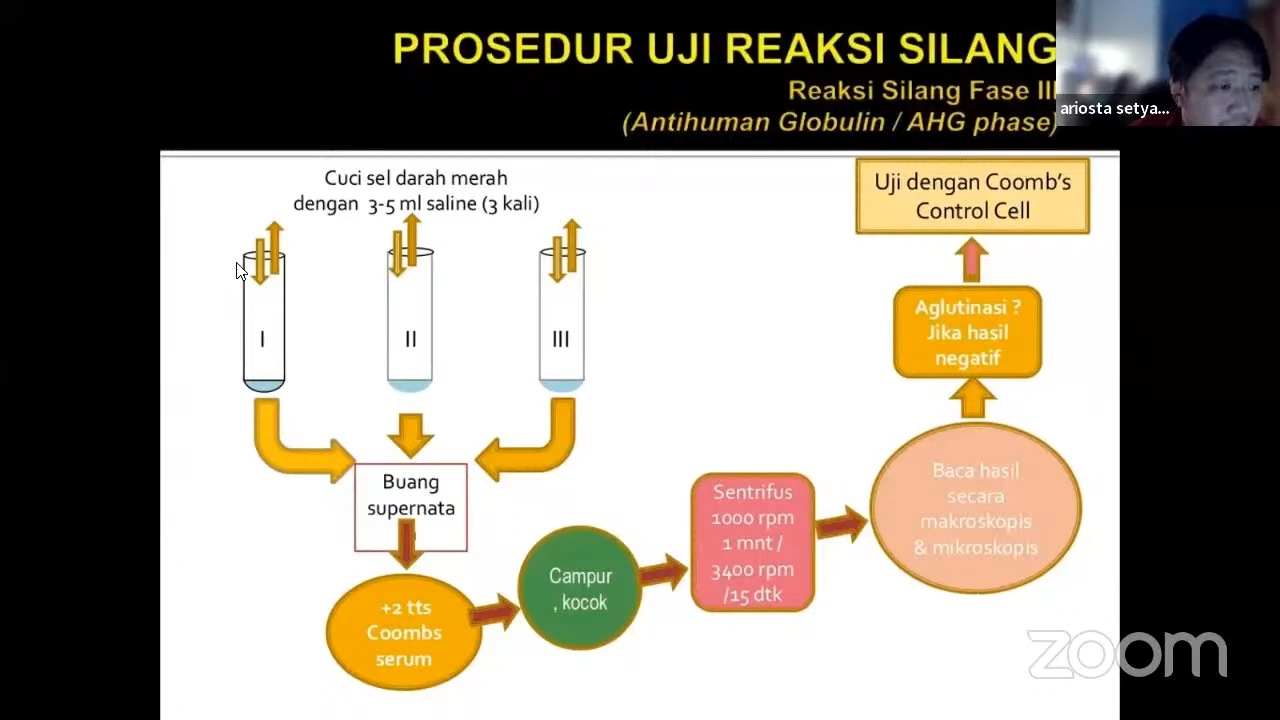 PROSEDUR UJI REAKSI SILANG
Reaksi Silang Fase III
(Antihuman Globulin / AHG phase)
ariosta setya...
Cuci sel darah merah
dengan 3-5 ml saline (3 kali)
I
II
III
Buang
supernata
+2 tts
Coombs
serum
Campur
, kocok
Sentrifus
1000 rpm
1 mnt /
3400 rpm
/15 dtk
Baca hasil
secara
makroskopis
& mikroskopis
Aglutinasi ?
Jika hasil
negatif
Uji dengan Coomb's
Control Cell
zoom